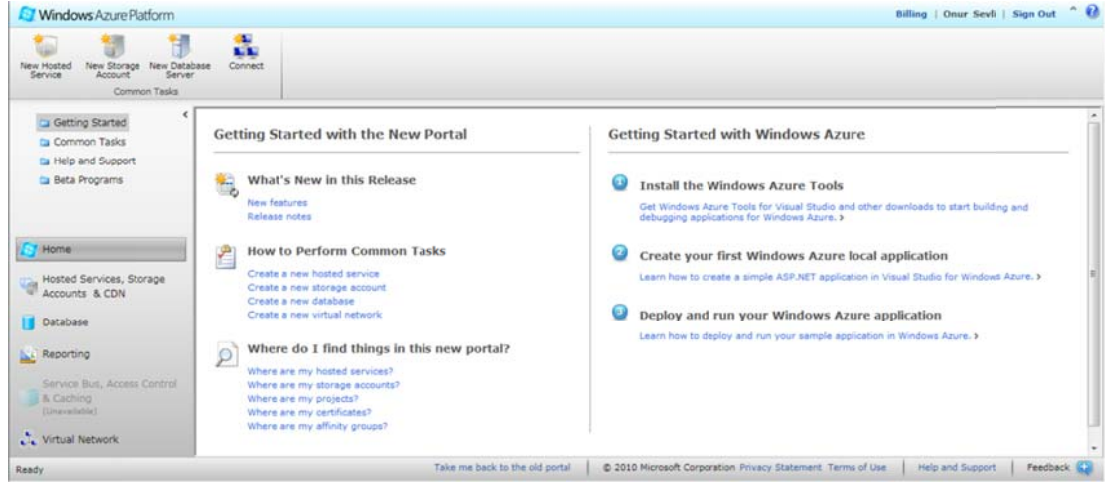 Windows Azure Platform
Billing | Onur Sevli | Sign Out
New Hosted Service
New Storage Account
New Database Server
Connect
Common Tasks
Getting Started
Common Tasks
Help and Support
Beta Programs
Home
Hosted Services, Storage
Accounts & CDN
Database
Reporting
Service Bus, Access Control
& Caching
(Unavailable)
Virtual Network
Getting Started with the New Portal
What's New in this Release
New features
Release notes
How to Perform Common Tasks
Create a new hosted service
Create a new storage account
Create a new database
Create a new virtual network
Where do I find things in this new portal?
Where are my hosted services?
Where are my storage accounts?
Where are my projects?
Where are my certificates?
Where are my affinity groups?
Getting Started with Windows Azure
1 Install the Windows Azure Tools
Get Windows Azure Tools for Visual Studio and other downloads to start building and
debugging applications for Windows Azure. >
2 Create your first Windows Azure local application
Learn how to create a simple ASP.NET application in Visual Studio for Windows Azure. >
3 Deploy and run your Windows Azure application
Learn how to deploy and run your sample application in Windows Azure. >
Ready
Take me back to the old portal | © 2010 Microsoft Corporation Privacy Statement Terms of Use | Help and Support | Feedback